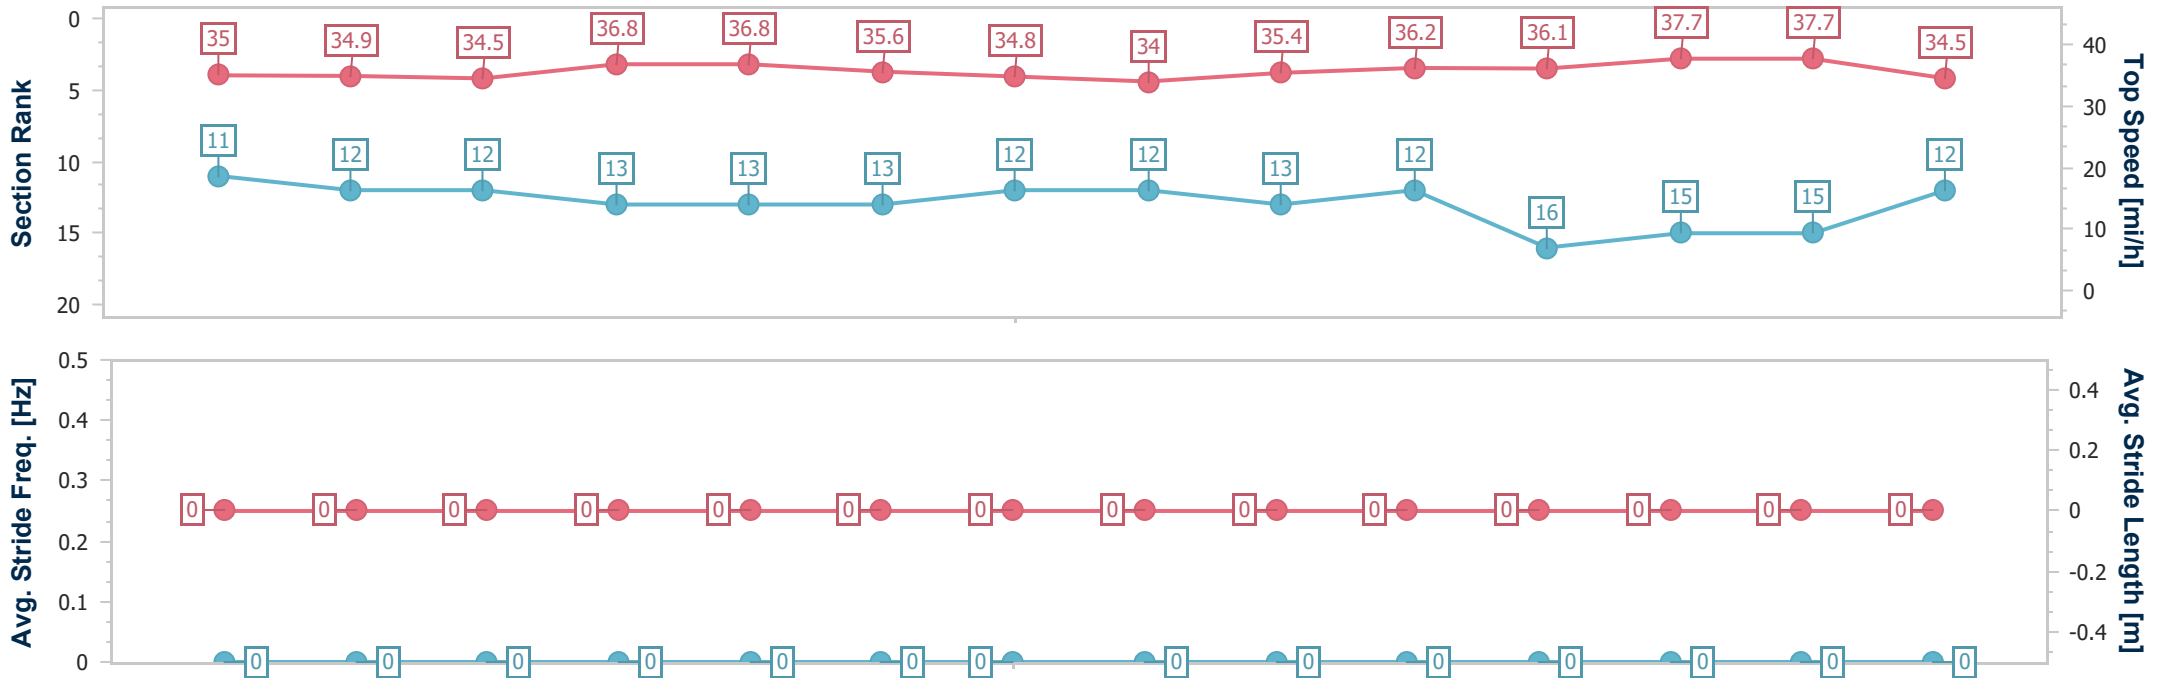 Section Rank
0
5
10
15
20
35 34.9 34.5 36.8 36.8 35.6 34.8 34 35.4 36.2 36.1 37.7 37.7 34.5
11 12 12 13 13 13 12 12 13 12 16 15 15 12
40
30
20
10
0
Top Speed [mi/h]
Avg. Stride Freq. [Hz]
0.5
0.4
0.3
0.2
0.1
0
0 0 0 0 0 0 0 0 0 0 0 0 0 0
0 0 0 0 0 0 0 0 0 0 0 0 0 0
0.4
0.2
0
-0.2
-0.4
Avg. Stride Length [m]